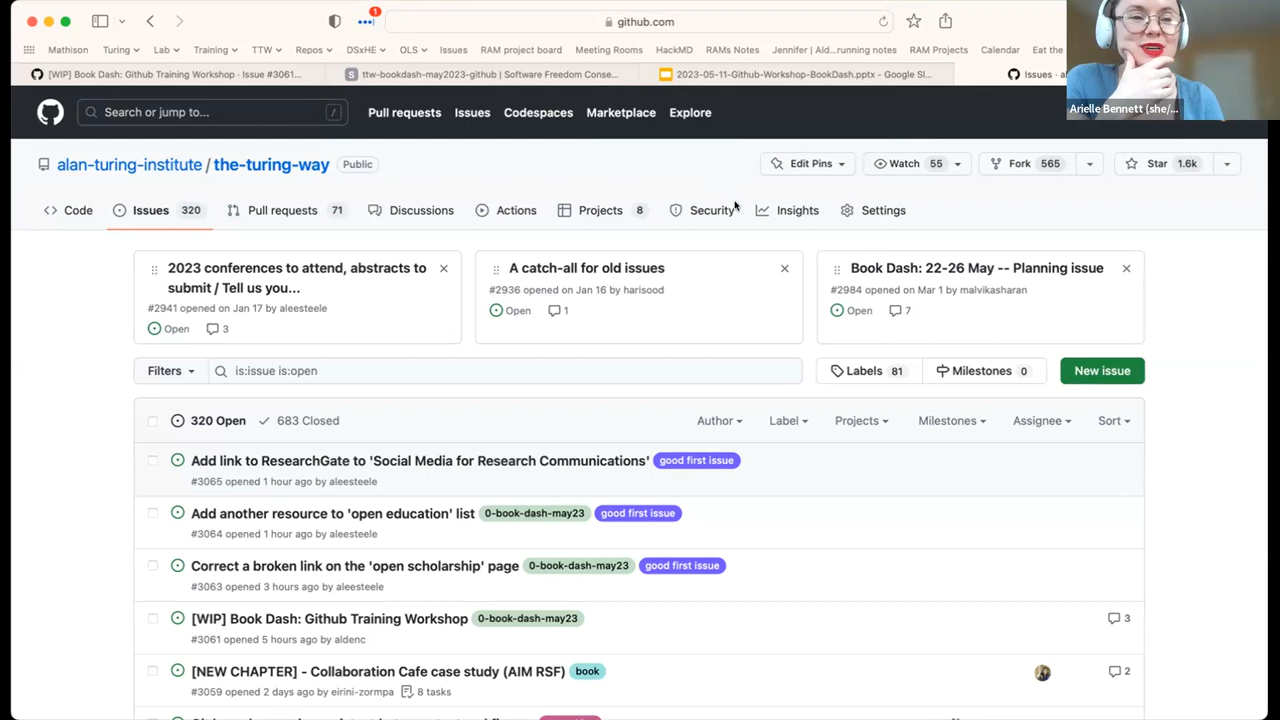 github.com
1
Mathison Turing Lab Training TTW Repos DSxHE OLS Issues RAM project board Meeting Rooms HackMD RAMs Notes Jennifer | Ald...running notes RAM Projects Calendar Eat the
[WIP] Book Dash: Github Training Workshop · Issue #3061... ttw-bookdash-may2023-github | Software Freedom Conse... 2023-05-11-Github-Workshop-BookDash.pptx - Google Sl... Issues · al
Arielle Bennett (she/...
Search or jump to... / Pull requests Issues Codespaces Marketplace Explore
alan-turing-institute / the-turing-way Public Edit Pins Watch 55 Fork 565 Star 1.6k
Code Issues 320 Pull requests 71 Discussions Actions Projects 8 Security Insights Settings
2023 conferences to attend, abstracts to
submit / Tell us you...
#2941 opened on Jan 17 by aleesteele
Open 3
A catch-all for old issues
#2936 opened on Jan 16 by harisood
Open 1
Book Dash: 22-26 May -- Planning issue
#2984 opened on Mar 1 by malvikasharan
Open 7
Filters is:issue is:open Labels 81 Milestones 0 New issue
320 Open 683 Closed Author Label Projects Milestones Assignee Sort
Add link to ResearchGate to 'Social Media for Research Communications' good first issue
#3065 opened 1 hour ago by aleesteele
Add another resource to 'open education' list 0-book-dash-may23 good first issue
#3064 opened 1 hour ago by aleesteele
Correct a broken link on the 'open scholarship' page 0-book-dash-may23 good first issue
#3063 opened 3 hours ago by aleesteele
[WIP] Book Dash: Github Training Workshop 0-book-dash-may23 3
#3061 opened 5 hours ago by aldenc
[NEW CHAPTER] - Collaboration Cafe case study (AIM RSF) book 2
#3059 opened 2 days ago by eirini-zormpa 8 tasks